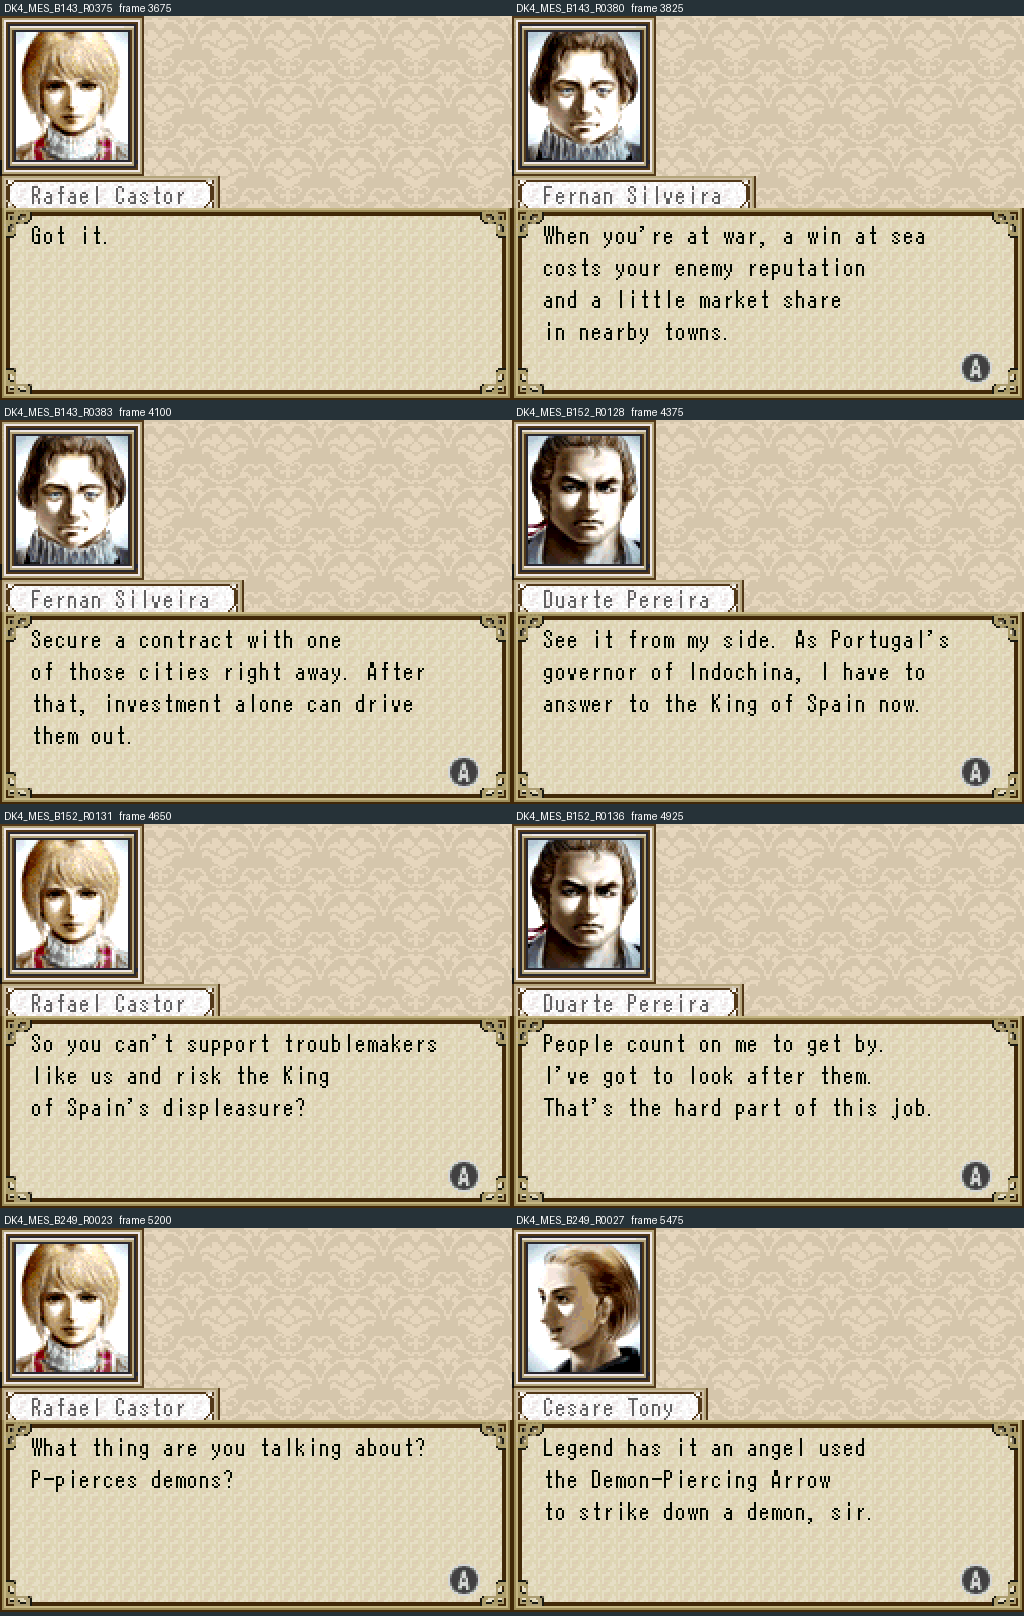 DK4_MES_B143_R0375 frame 3675
Rafael Castor
Got it.
DK4_MES_B143_R0380 frame 3825
Fernan Silveira
When you're at war, a win at sea
costs your enemy reputation
and a little market share
in nearby towns.
A
DK4_MES_B143_R0383 frame 4100
Fernan Silveira
Secure a contract with one
of those cities right away. After
that, investment alone can drive
them out.
A
DK4_MES_B152_R0128 frame 4375
Duarte Pereira
See it from my side. As Portugal's
governor of Indochina, I have to
answer to the King of Spain now.
A
DK4_MES_B152_R0131 frame 4650
Rafael Castor
So you can't support troublemakers
like us and risk the King
of Spain's displeasure?
A
DK4_MES_B152_R0136 frame 4925
Duarte Pereira
People count on me to get by.
I've got to look after them.
That's the hard part of this job.
A
DK4_MES_B249_R0023 frame 5200
Rafael Castor
What thing are you talking about?
P-pierces demons?
A
DK4_MES_B249_R0027 frame 5475
Cesare Tony
Legend has it an angel used
the Demon-Piercing Arrow
to strike down a demon, sir.
A